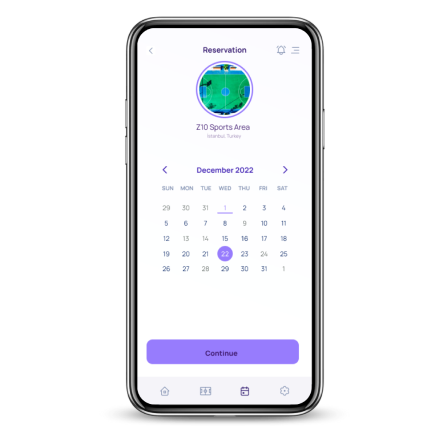 Reservation
Z10 Sports Area
Istanbul, Turkey
December 2022
SUN MON TUE WED THU FRI SAT
29 30 31 1 2 3 4
5 6 7 8 9 10 11
12 13 14 15 16 17 18
19 20 21 22 23 24 25
26 27 28 29 30 31 1
Continue